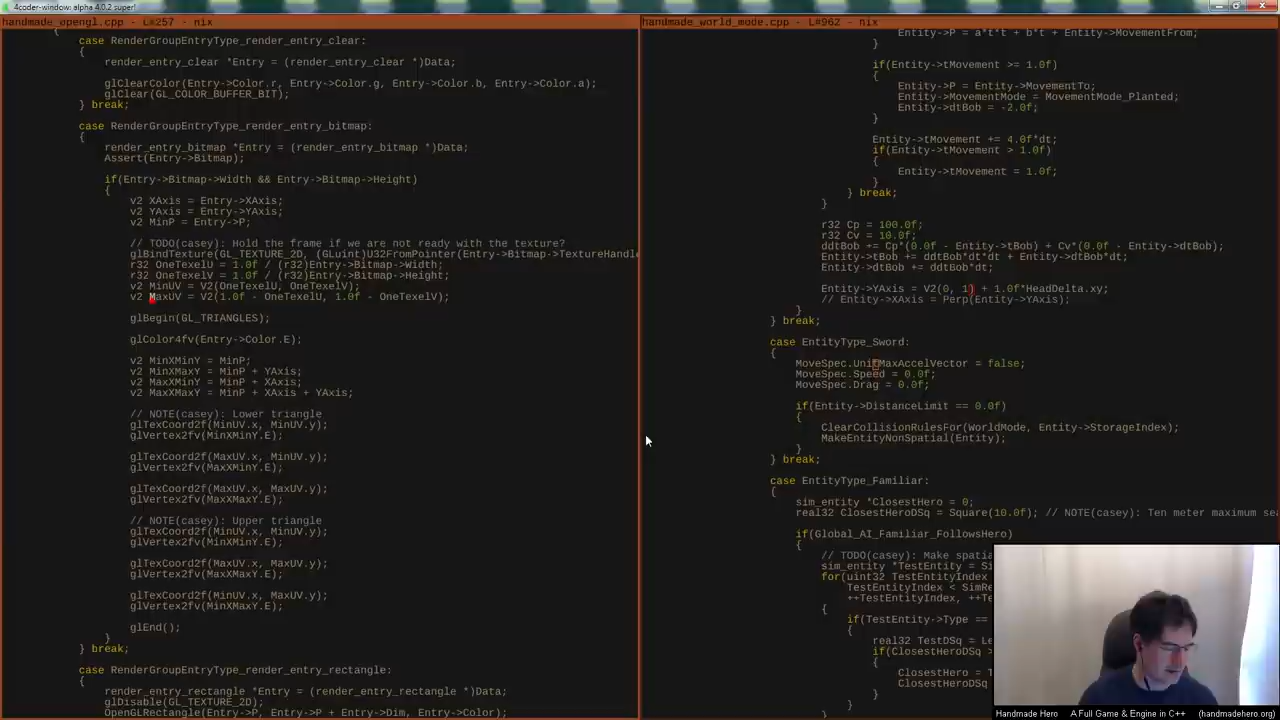 4coder-window: alpha 4.0.2 super!
handmade_opengl.cpp - L#257 - nix
{
case RenderGroupEntryType_render_entry_clear:
{
render_entry_clear *Entry = (render_entry_clear *)Data;
glClearColor(Entry->Color.r, Entry->Color.g, Entry->Color.b, Entry->Color.a);
glClear(GL_COLOR_BUFFER_BIT);
} break;
case RenderGroupEntryType_render_entry_bitmap:
{
render_entry_bitmap *Entry = (render_entry_bitmap *)Data;
Assert(Entry->Bitmap);
if(Entry->Bitmap->Width && Entry->Bitmap->Height)
{
v2 XAxis = Entry->XAxis;
v2 YAxis = Entry->YAxis;
v2 MinP = Entry->P;
// TODO(casey): Hold the frame if we are not ready with the texture?
glBindTexture(GL_TEXTURE_2D, (GLuint)U32FromPointer(Entry->Bitmap->TextureHandle
r32 OneTexelU = 1.0f / (r32)Entry->Bitmap->Width;
r32 OneTexelV = 1.0f / (r32)Entry->Bitmap->Height;
v2 MinUV = V2(OneTexelU, OneTexelV);
v2 MaxUV = V2(1.0f - OneTexelU, 1.0f - OneTexelV);
glBegin(GL_TRIANGLES);
glColor4fv(Entry->Color.E);
v2 MinXMinY = MinP;
v2 MinXMaxY = MinP + YAxis;
v2 MaxXMinY = MinP + XAxis;
v2 MaxXMaxY = MinP + XAxis + YAxis;
// NOTE(casey): Lower triangle
glTexCoord2f(MinUV.x, MinUV.y);
glVertex2fv(MinXMinY.E);
glTexCoord2f(MaxUV.x, MinUV.y);
glVertex2fv(MaxXMinY.E);
glTexCoord2f(MaxUV.x, MaxUV.y);
glVertex2fv(MaxXMaxY.E);
// NOTE(casey): Upper triangle
glTexCoord2f(MinUV.x, MinUV.y);
glVertex2fv(MinXMinY.E);
glTexCoord2f(MaxUV.x, MaxUV.y);
glVertex2fv(MaxXMaxY.E);
glTexCoord2f(MinUV.x, MaxUV.y);
glVertex2fv(MinXMaxY.E);
glEnd();
}
} break;
case RenderGroupEntryType_render_entry_rectangle:
{
render_entry_rectangle *Entry = (render_entry_rectangle *)Data;
glDisable(GL_TEXTURE_2D);
OpenGLRectangle(Entry->P, Entry->P + Entry->Dim, Entry->Color);
handmade_world_mode.cpp - L#962 - nix
Entity->P = a*t*t + b*t + Entity->MovementFrom;
}
if(Entity->tMovement >= 1.0f)
{
Entity->P = Entity->MovementTo;
Entity->MovementMode = MovementMode_Planted;
Entity->dtBob = -2.0f;
}
Entity->tMovement += 4.0f*dt;
if(Entity->tMovement > 1.0f)
{
Entity->tMovement = 1.0f;
}
} break;
}
r32 Cp = 100.0f;
r32 Cv = 10.0f;
ddtBob += Cp*(0.0f - Entity->tBob) + Cv*(0.0f - Entity->dtBob);
Entity->tBob += ddtBob*dt*dt + Entity->dtBob*dt;
Entity->dtBob += ddtBob*dt;
Entity->YAxis = V2(0, 1) + 1.0f*HeadDelta.xy;
// Entity->XAxis = Perp(Entity->YAxis);
}
} break;
case EntityType_Sword:
{
MoveSpec.UnitMaxAccelVector = false;
MoveSpec.Speed = 0.0f;
MoveSpec.Drag = 0.0f;
if(Entity->DistanceLimit == 0.0f)
{
ClearCollisionRulesFor(WorldMode, Entity->StorageIndex);
MakeEntityNonSpatial(Entity);
}
} break;
case EntityType_Familiar:
{
sim_entity *ClosestHero = 0;
real32 ClosestHeroDSq = Square(10.0f); // NOTE(casey): Ten meter maximum sea
if(Global_AI_Familiar_FollowsHero)
{
// TODO(casey): Make spatia
sim_entity *TestEntity = Si
for(uint32 TestEntityIndex
TestEntityIndex < SimRe
++TestEntityIndex, ++Te
{
if(TestEntity->Type ==
{
real32 TestDSq = Le
if(ClosestHeroDSq >
{
ClosestHero = T
ClosestHeroDSq
}
Handmade Hero A Full Game & Engine in C++ (handmadehero.org)